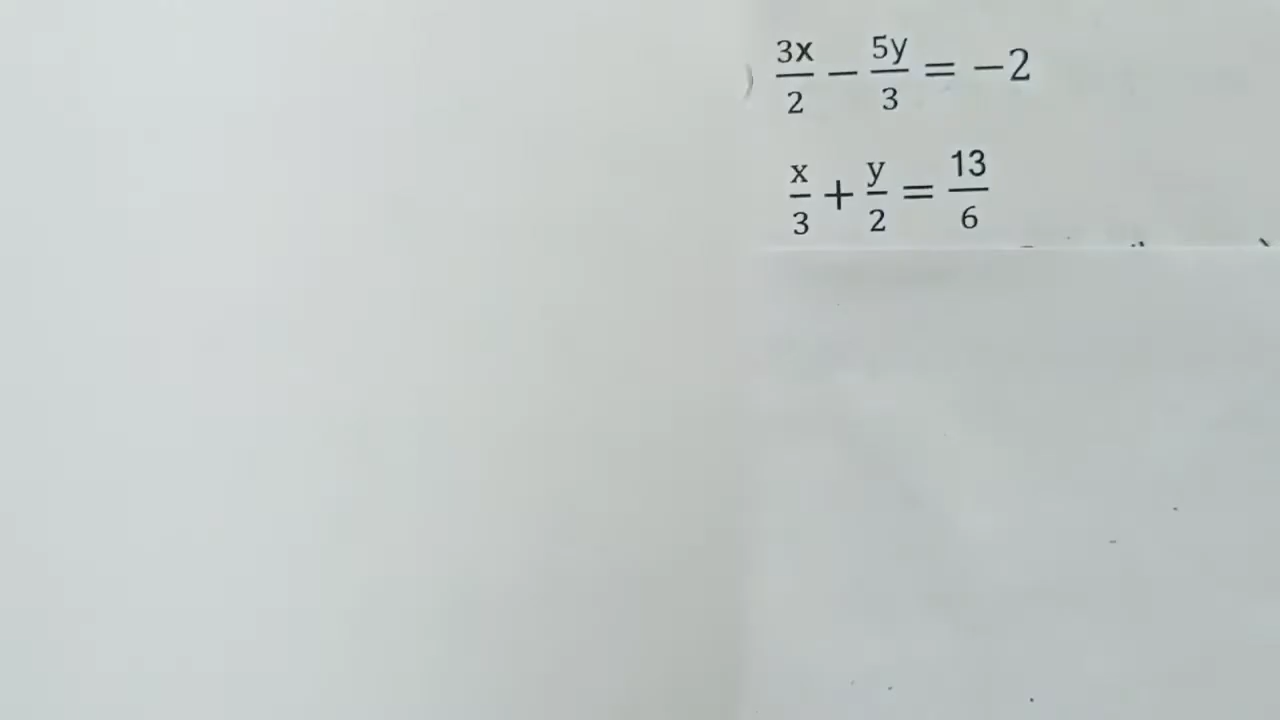 ) 3x/2 − 5y/3 = −2
x/3 + y/2 = 13/6